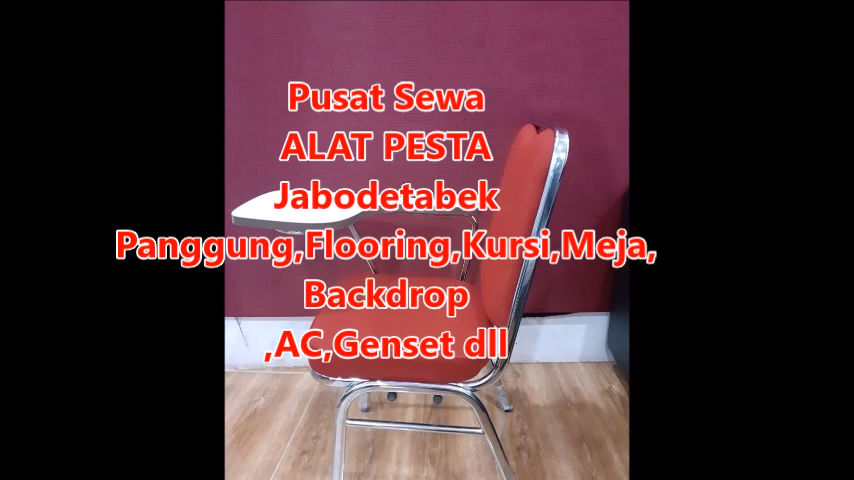 Pusat Sewa
ALAT PESTA
Jabodetabek
Panggung,Flooring,Kursi,Meja,
Backdrop
,AC,Genset dll